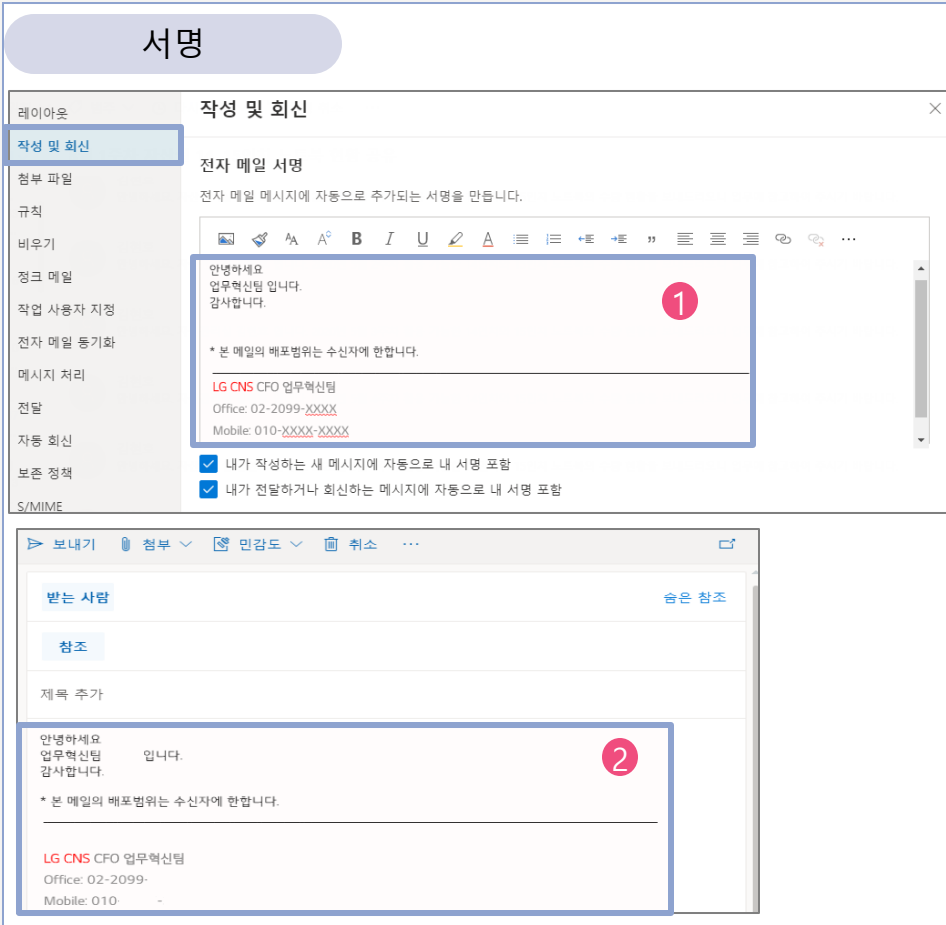 서명
레이아웃
작성 및 회신
첨부 파일
규칙
비우기
정크 메일
작업 사용자 지정
전자 메일 동기화
메시지 처리
전달
자동 회신
보존 정책
S/MIME
작성 및 회신
전자 메일 서명
전자 메일 메시지에 자동으로 추가되는 서명을 만듭니다.
안녕하세요
업무혁신팀 입니다.
감사합니다.
1
* 본 메일의 배포범위는 수신자에 한합니다.
LG CNS CFO 업무혁신팀
Office: 02-2099-XXXX
Mobile: 010-XXXX-XXXX
내가 작성하는 새 메시지에 자동으로 내 서명 포함
내가 전달하거나 회신하는 메시지에 자동으로 내 서명 포함
보내기 첨부 민감도 취소 ···
받는 사람 숨은 참조
참조
제목 추가
안녕하세요
업무혁신팀 입니다.
감사합니다.
2
* 본 메일의 배포범위는 수신자에 한합니다.
LG CNS CFO 업무혁신팀
Office: 02-2099-
Mobile: 010- -